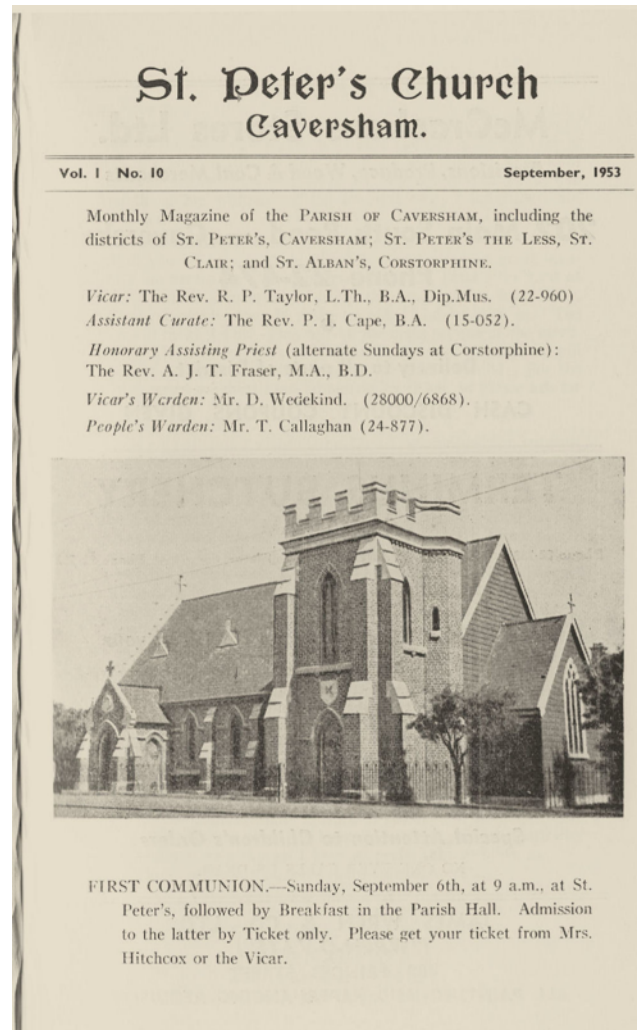 St. Peter's Church
Caversham.
Vol. 1 No. 10 September, 1953
Monthly Magazine of the PARISH OF CAVERSHAM, including the
districts of ST. PETER'S, CAVERSHAM; ST. PETER'S THE LESS, ST.
CLAIR; and ST. ALBAN'S, CORSTORPHINE.
Vicar: The Rev. R. P. Taylor, L.Th., B.A., Dip.Mus. (22-960)
Assistant Curate: The Rev. P. I. Cape, B.A. (15-052).
Honorary Assisting Priest (alternate Sundays at Corstorphine):
The Rev. A. J. T. Fraser, M.A., B.D.
Vicar's Warden: Mr. D. Wedekind. (28000/6868).
People's Warden: Mr. T. Callaghan (24-877).
FIRST COMMUNION.—Sunday, September 6th, at 9 a.m., at St.
Peter's, followed by Breakfast in the Parish Hall. Admission
to the latter by Ticket only. Please get your ticket from Mrs.
Hitchcox or the Vicar.